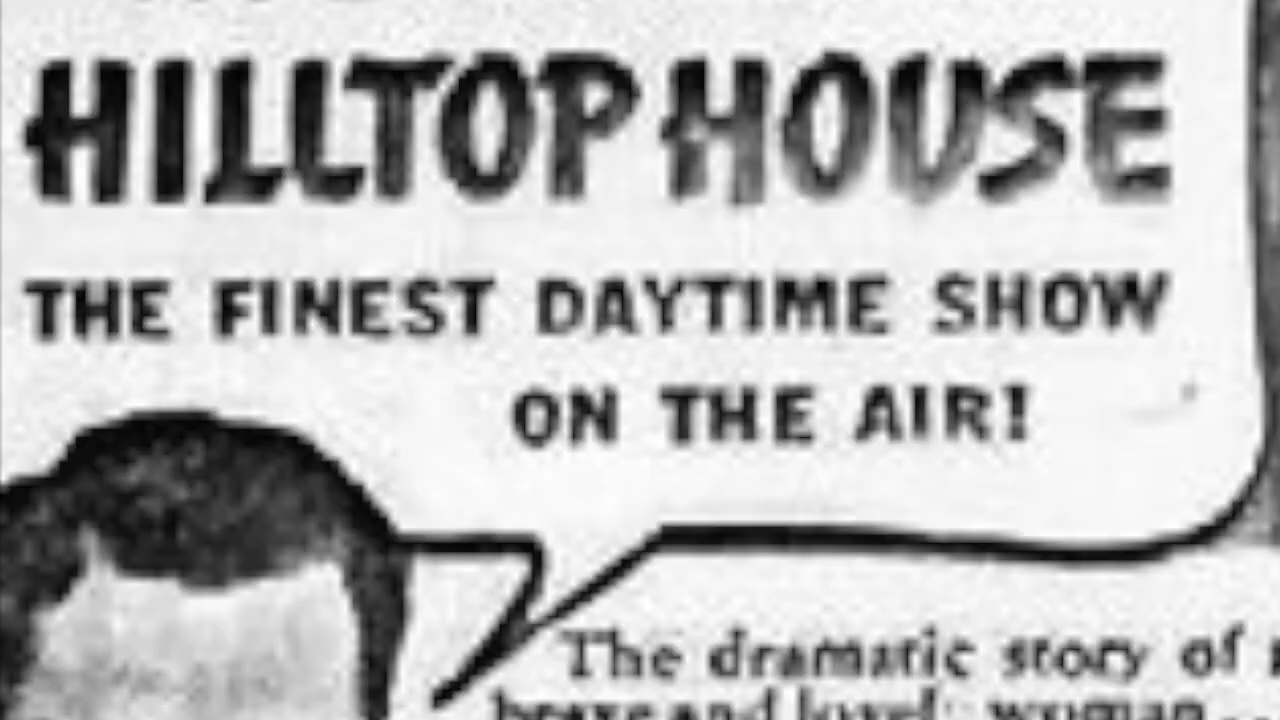 HILLTOP HOUSE
THE FINEST DAYTIME SHOW
ON THE AIR!
The dramatic story of
brave and lovely woman